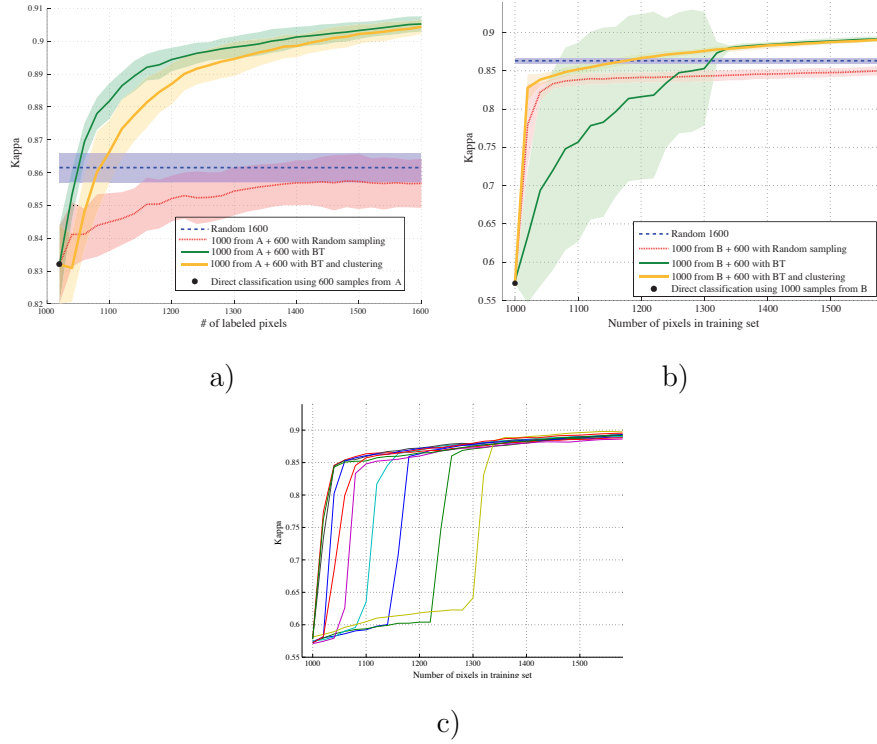 0.91
0.9
0.89
0.88
0.87
0.86
0.85
0.84
0.83
0.82
Kappa
1100
1200
1300
1400
1500
1600
# of labeled pixels
Random 1600
1000 from A + 600 with Random sampling
1000 from A + 600 with BT
1000 from A + 600 with BT and clustering
Direct classification using 600 samples from A
a)
0.9
0.85
0.8
0.75
0.7
0.65
0.6
0.55
Kappa
1000
1100
1200
1300
1400
1500
Number of pixels in training set
Random 1600
1000 from B + 600 with Random sampling
1000 from B + 600 with BT
1000 from B + 600 with BT and clustering
Direct classification using 1000 samples from B
b)
0.9
0.85
0.8
0.75
0.7
0.65
0.6
0.55
Kappa
1000
1100
1200
1300
1400
1500
Number of pixels in training set
c)